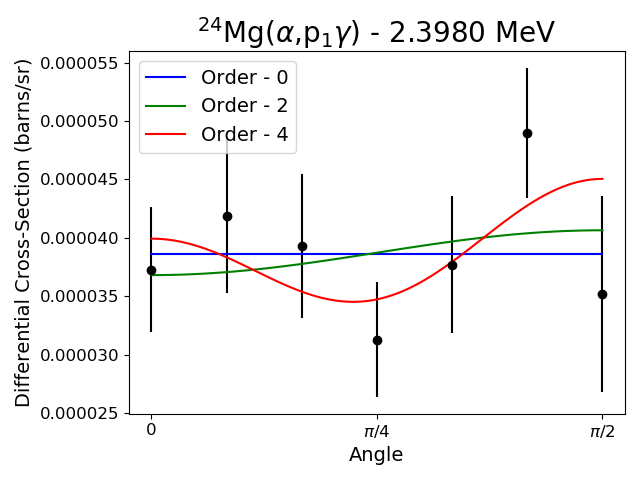 ²⁴Mg(α,p₁γ) - 2.3980 MeV
Differential Cross-Section (barns/sr)
0.000055
0.000050
0.000045
0.000040
0.000035
0.000030
0.000025
Order - 0
Order - 2
Order - 4
0 π/4 π/2
Angle